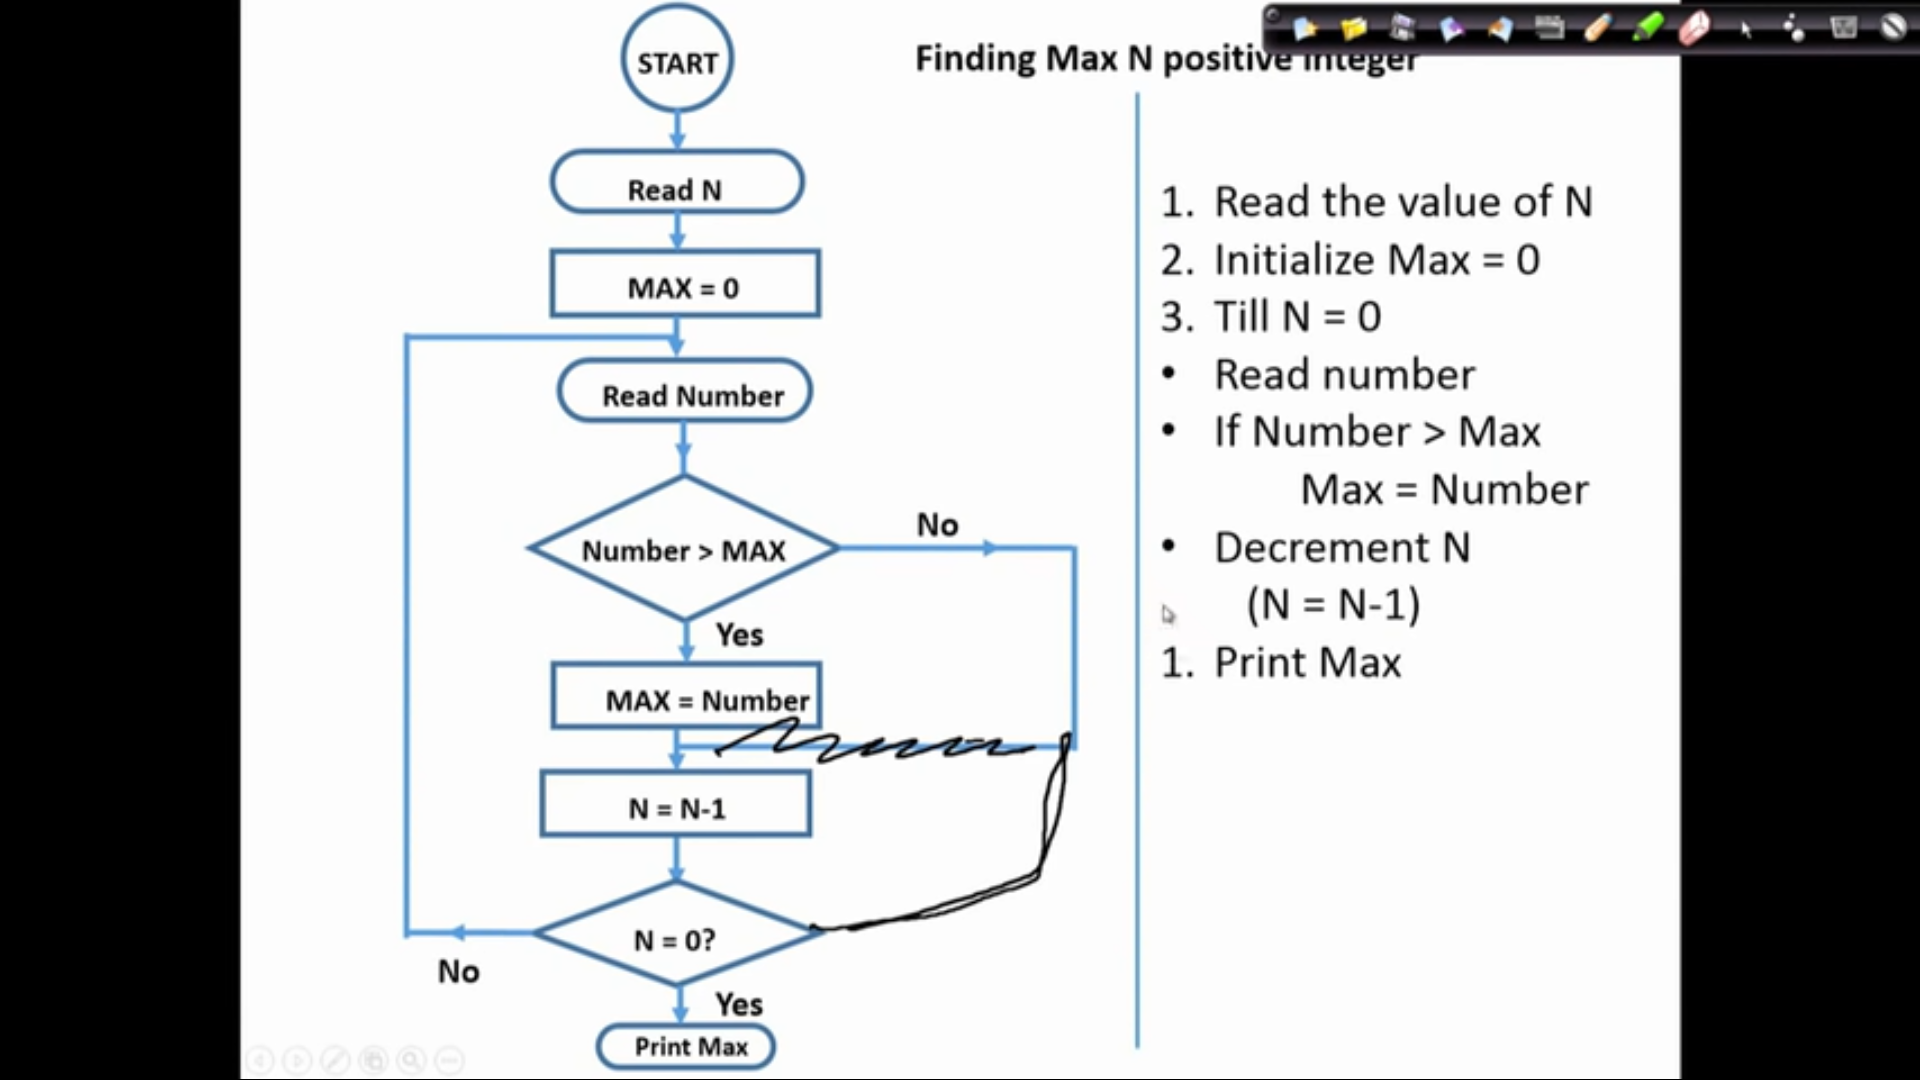 START
Finding Max N positive integer
Read N
MAX = 0
Read Number
Number > MAX
No
Yes
MAX = Number
N = N-1
N = 0?
No
Yes
Print Max
1. Read the value of N
2. Initialize Max = 0
3. Till N = 0
• Read number
• If Number > Max
Max = Number
• Decrement N
(N = N-1)
1. Print Max